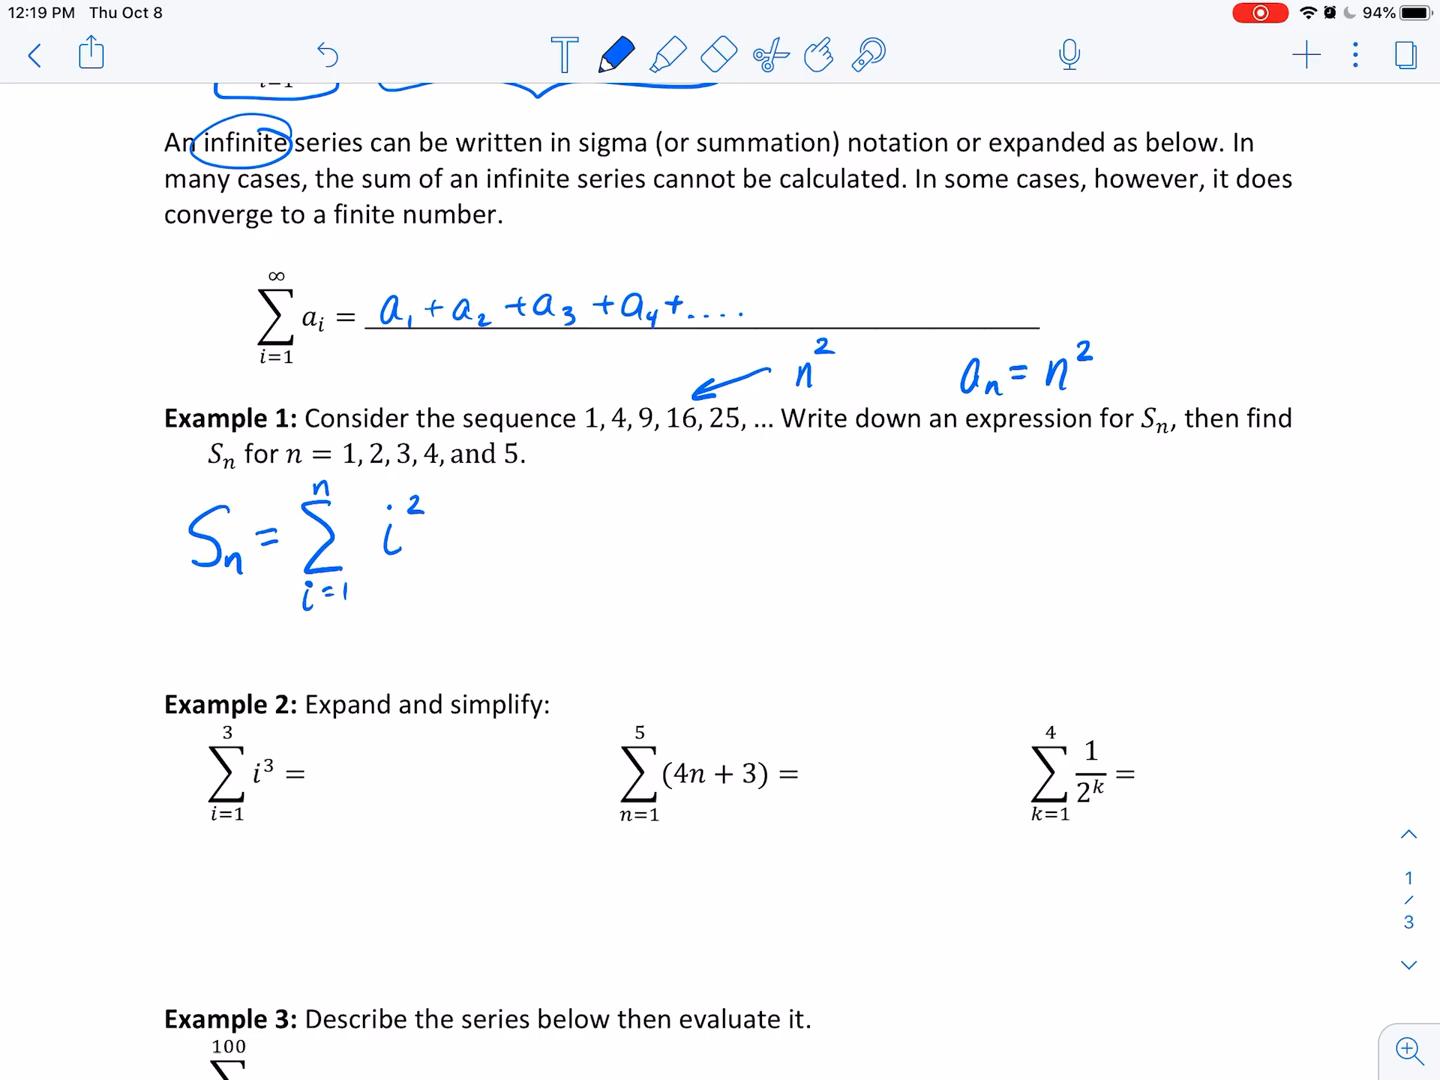 12:19 PM Thu Oct 8 94%
T
i=1
An infinite series can be written in sigma (or summation) notation or expanded as below. In
many cases, the sum of an infinite series cannot be calculated. In some cases, however, it does
converge to a finite number.
∞
∑ aᵢ = a₁ + a₂ + a₃ + a₄ + ....
i=1
n² aₙ = n²
Example 1: Consider the sequence 1, 4, 9, 16, 25, ... Write down an expression for Sₙ, then find
Sₙ for n = 1, 2, 3, 4, and 5.
n
Sₙ = ∑ i²
i=1
Example 2: Expand and simplify:
3 5 4
∑ i³ = ∑ (4n + 3) = ∑ 1/2ᵏ =
i=1 n=1 k=1
1
/
3
Example 3: Describe the series below then evaluate it.
100
∑